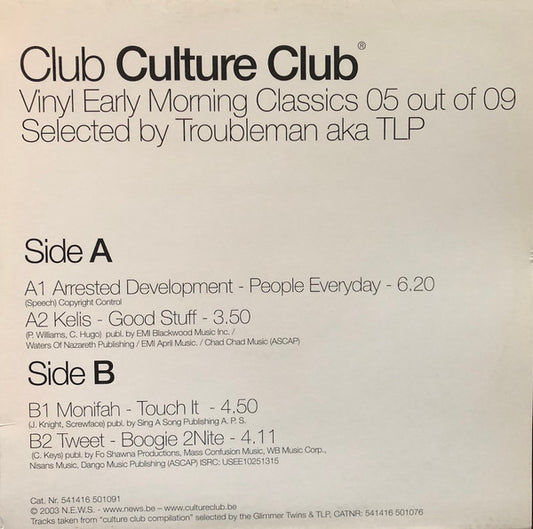 Club Culture Club®
Vinyl Early Morning Classics 05 out of 09
Selected by Troubleman aka TLP
Side A
A1 Arrested Development - People Everyday - 6.20
(Speech) Copyright Control
A2 Kelis - Good Stuff - 3.50
(P. Williams, C. Hugo) publ. by EMI Blackwood Music Inc. /
Waters Of Nazareth Publishing / EMI April Music. / Chad Chad Music (ASCAP)
Side B
B1 Monifah - Touch It - 4.50
(J. Knight, Screwface) publ. by Sing A Song Publishing A. P. S.
B2 Tweet - Boogie 2Nite - 4.11
(C. Keys) publ. by Fo Shawna Productions, Mass Confusion Music, WB Music Corp.,
Nisans Music, Dango Music Publishing (ASCAP) ISRC: USEE10251315
Cat. Nr. 541416 501091
© 2003 N.E.W.S. - www.news.be – www.cultureclub.be
Tracks taken from "culture club compilation" selected by the Glimmer Twins & TLP, CATNR: 541416 501076